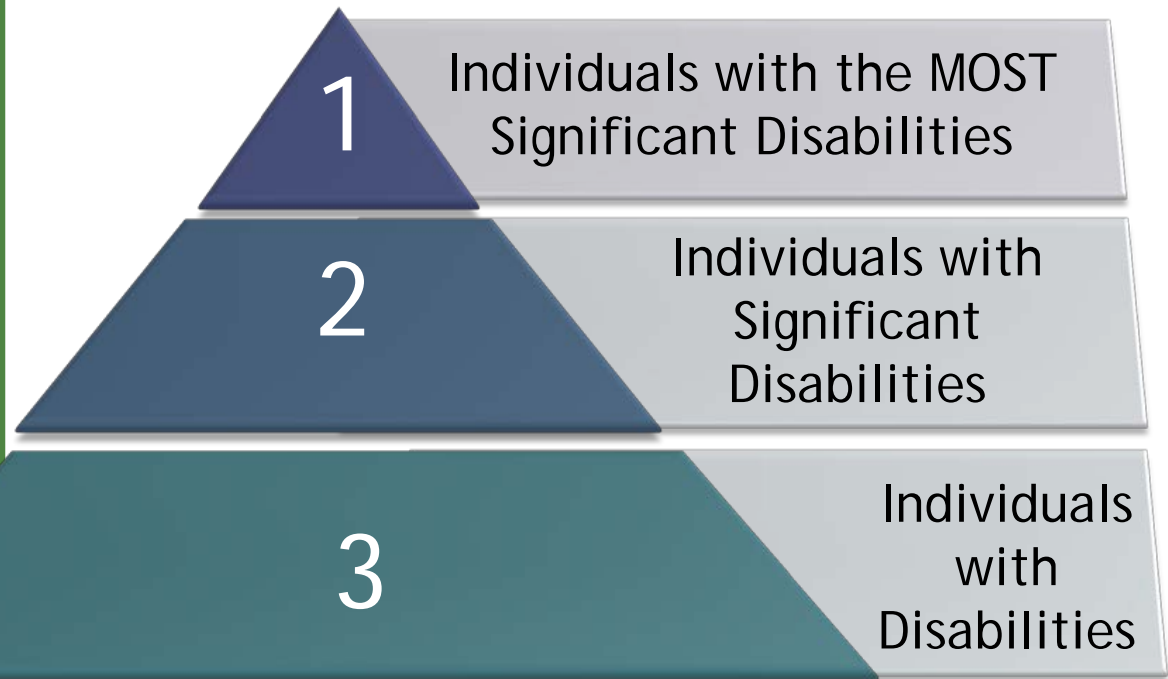 1
Individuals with the MOST
Significant Disabilities
2
Individuals with
Significant
Disabilities
3
Individuals
with
Disabilities